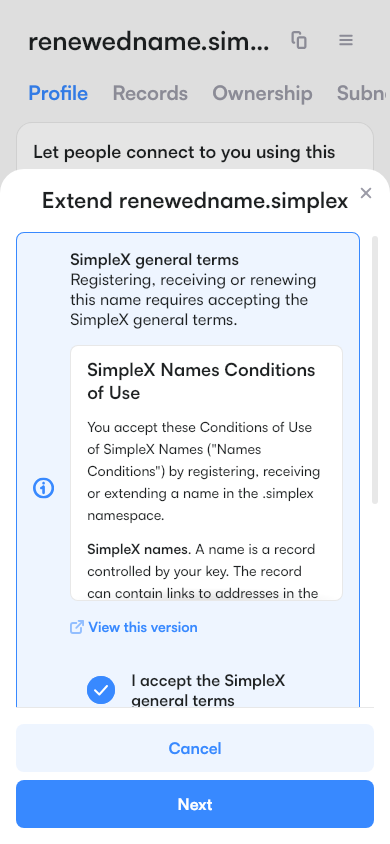 renewedname.sim...
Profile
Records
Ownership
Let people connect to you using this
Extend renewedname.simplex
SimpleX general terms
Registering, receiving or renewing
this name requires accepting the
SimpleX general terms.
SimpleX Names Conditions
of Use
You accept these Conditions of Use
of SimpleX Names ("Names
Conditions") by registering, receiving
or extending a name in the .simplex
namespace.
SimpleX names. A name is a record
controlled by your key. The record
can contain links to addresses in the
View this version
I accept the SimpleX
general terms
Cancel
Next